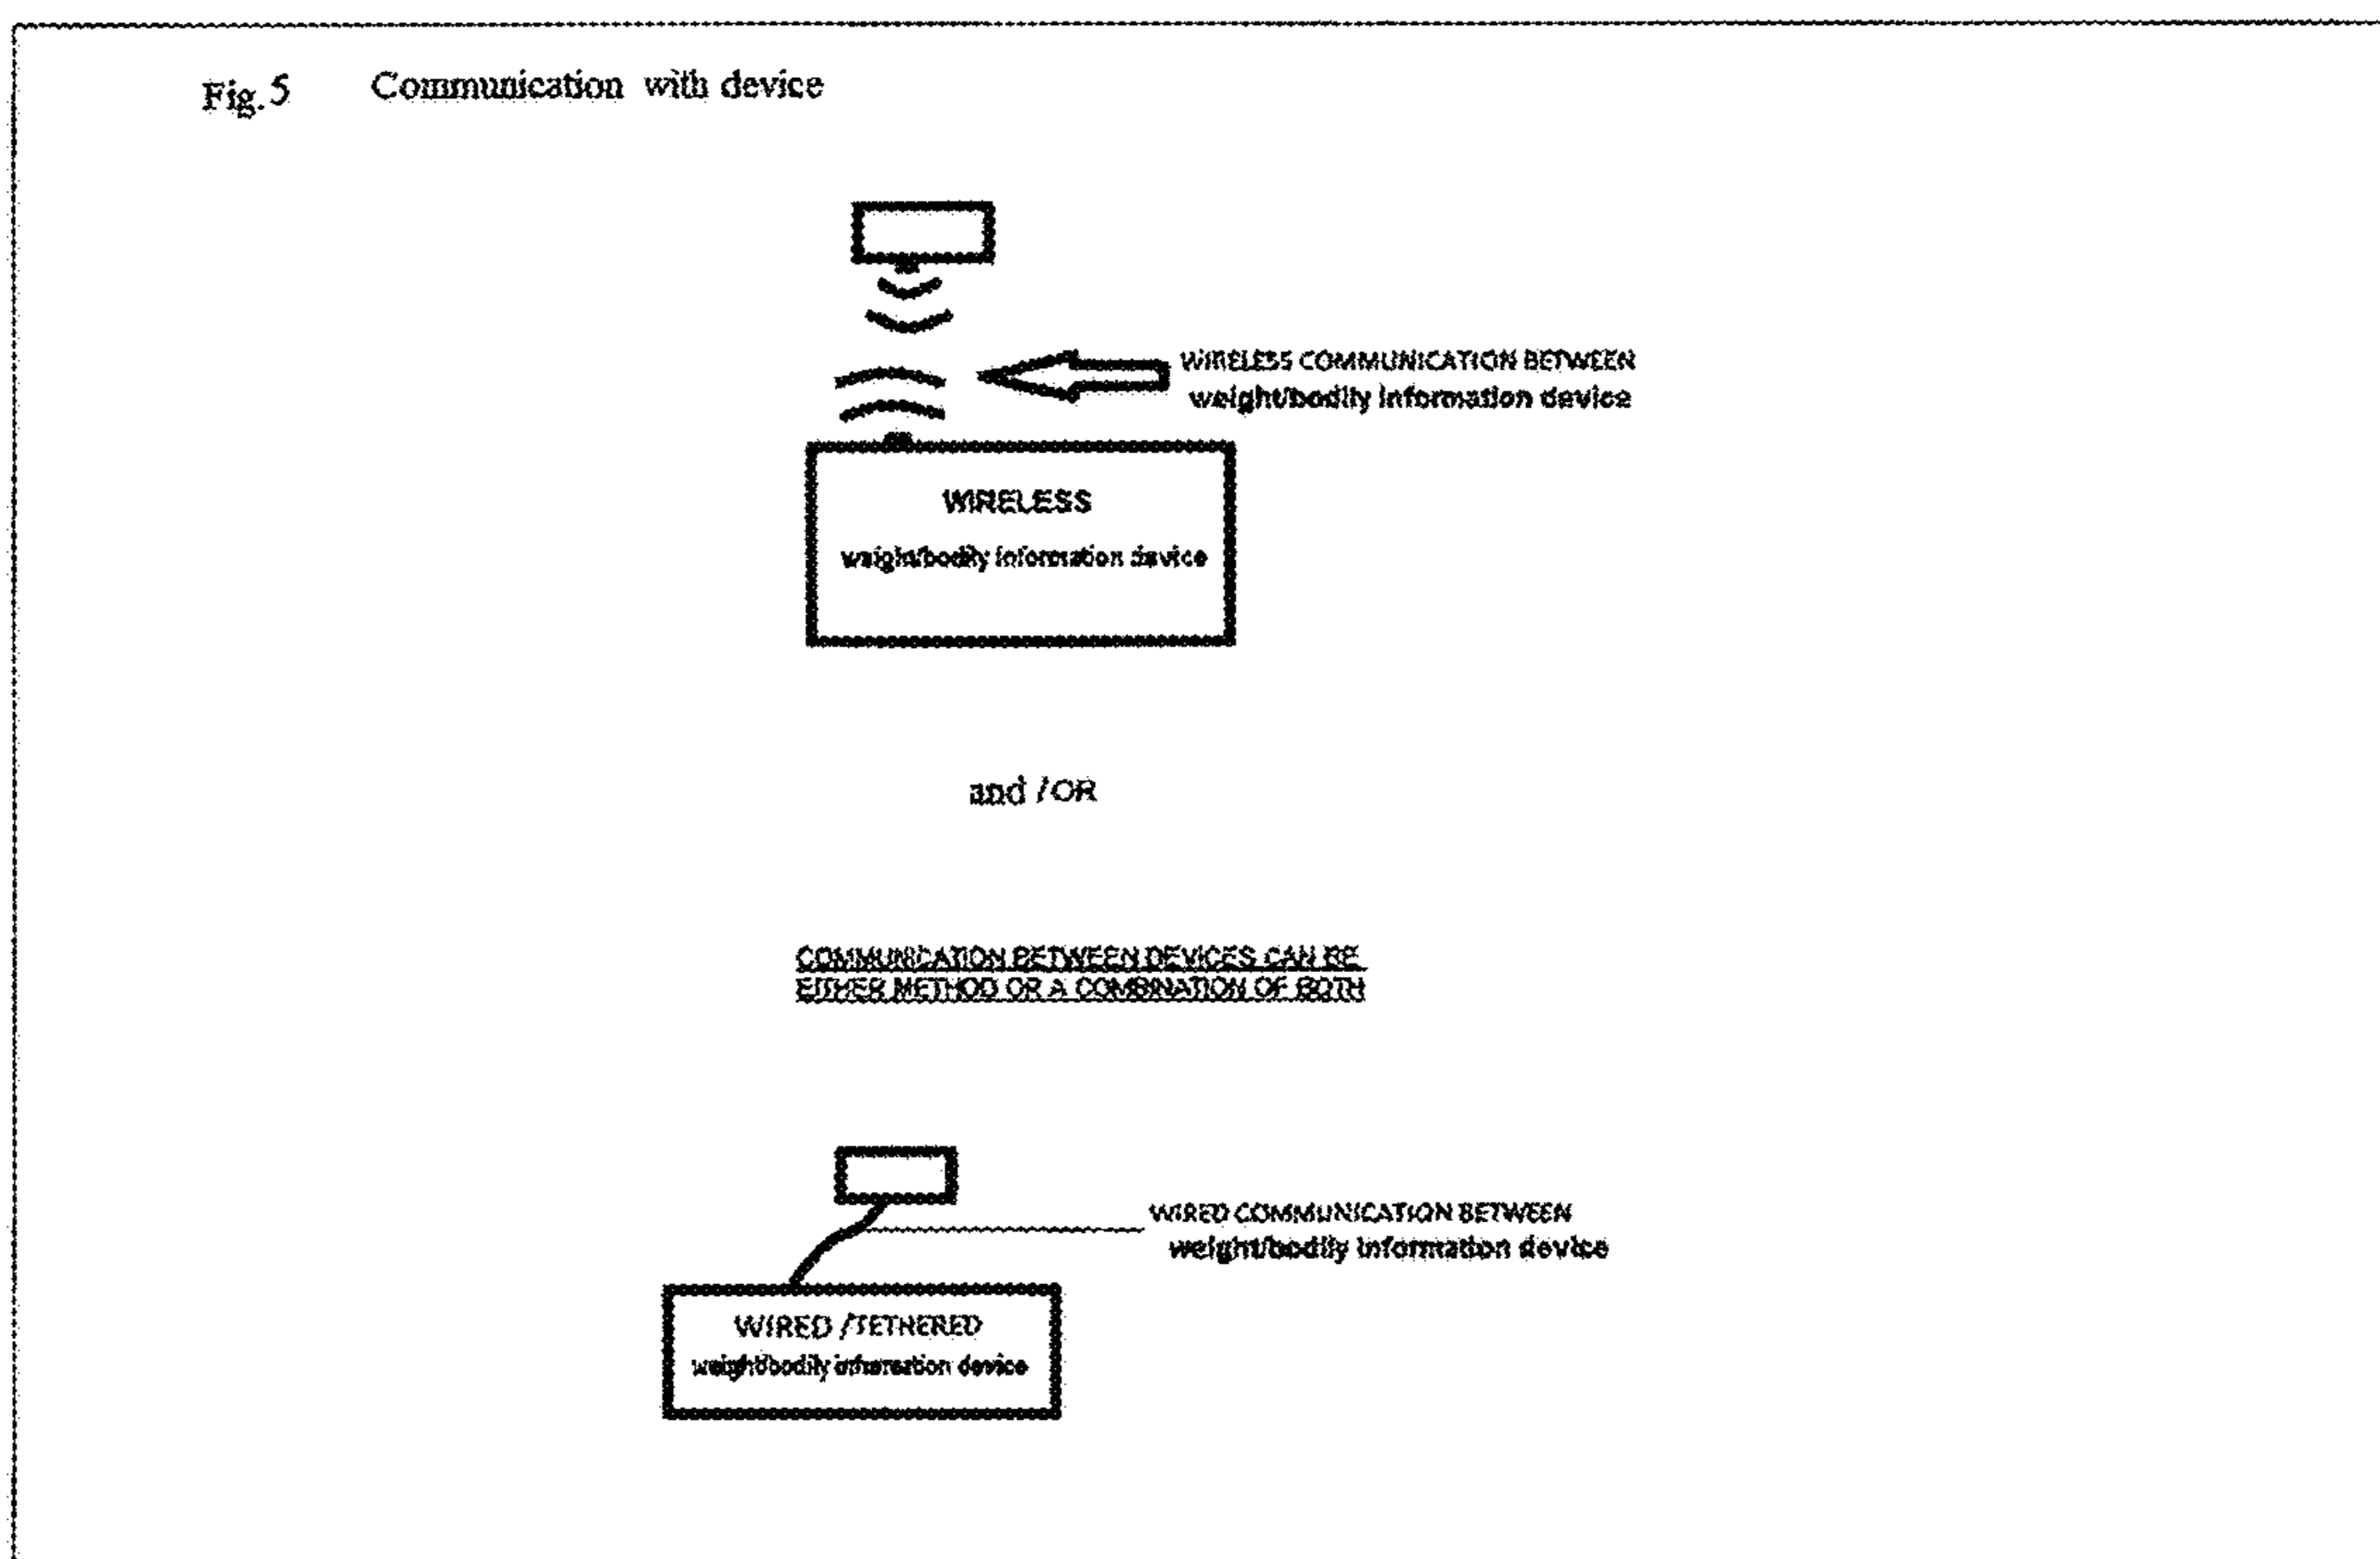 Fig.5 Communication with device
WIRELESS COMMUNICATION BETWEEN
weight/bodily information device
WIRELESS
weight/bodily information device
and /OR
COMMUNICATION BETWEEN DEVICES CAN BE
EITHER METHOD OR A COMBINATION OF BOTH
WIRED COMMUNICATION BETWEEN
weight/bodily information device
WIRED /TETHERED
weight/bodily information device